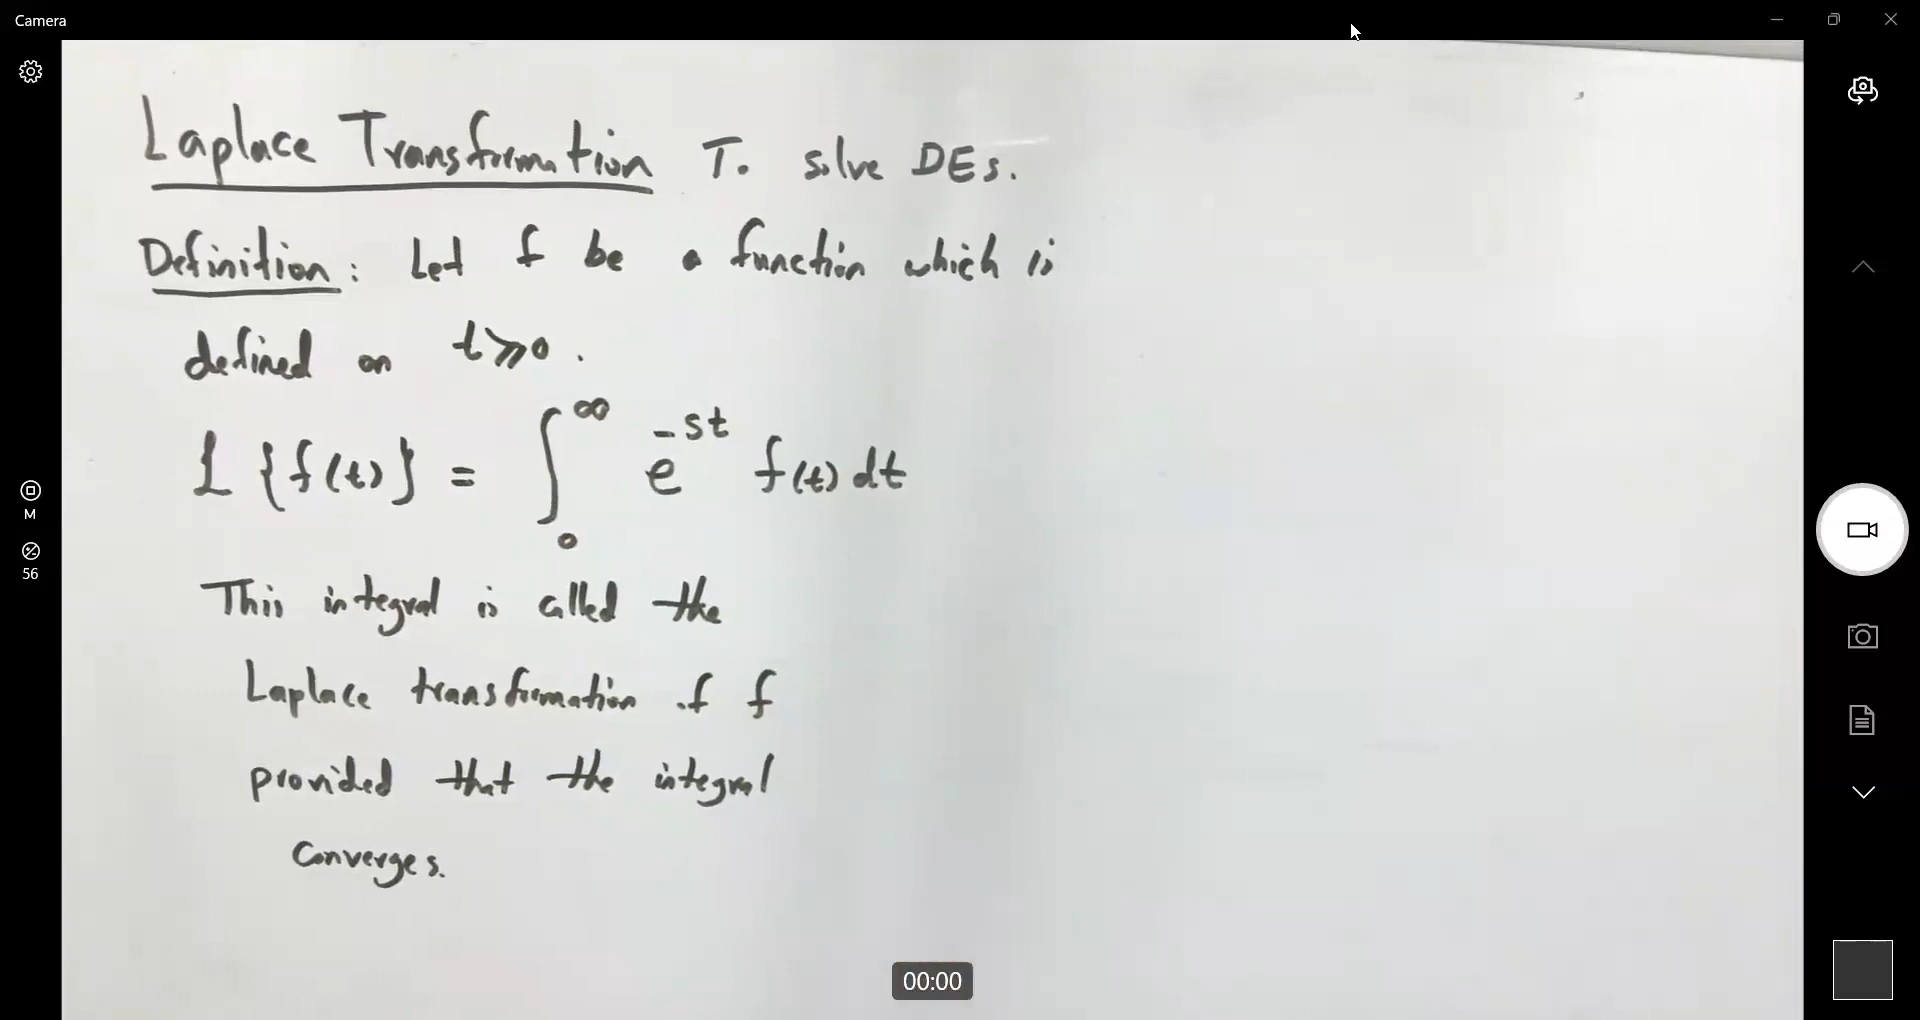 Camera
Laplace Transformation To solve DEs.
Definition: Let f be a function which is
defined on t⩾0.
ℒ {f(t)} = ∫₀^∞ e^-st f(t) dt
M
56
This integral is called the
Laplace transformation of f
provided that the integral
Converges.
00:00